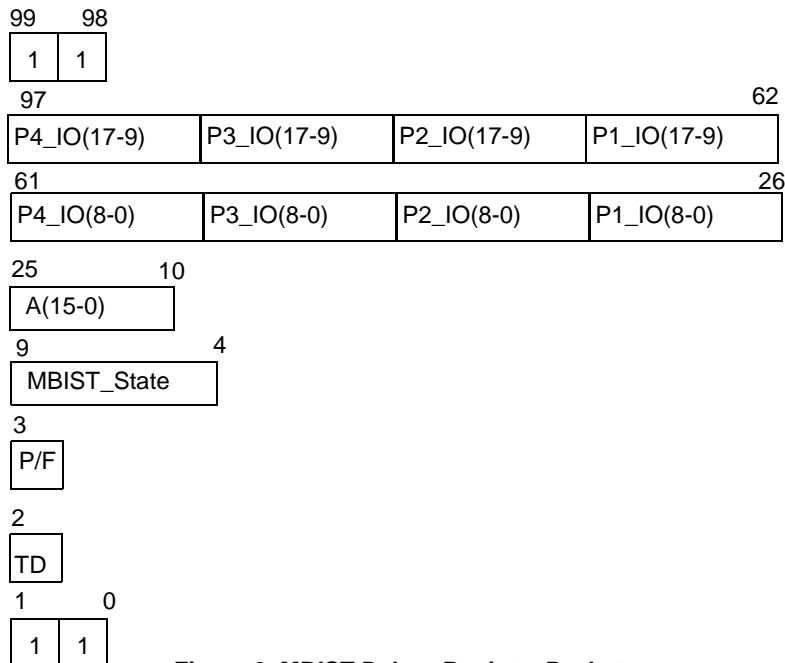 99 98
1 1
97 62
P4_IO(17-9) P3_IO(17-9) P2_IO(17-9) P1_IO(17-9)
61 26
P4_IO(8-0) P3_IO(8-0) P2_IO(8-0) P1_IO(8-0)
25 10
A(15-0)
9 4
MBIST_State
3
P/F
2
TD
1 0
1 1